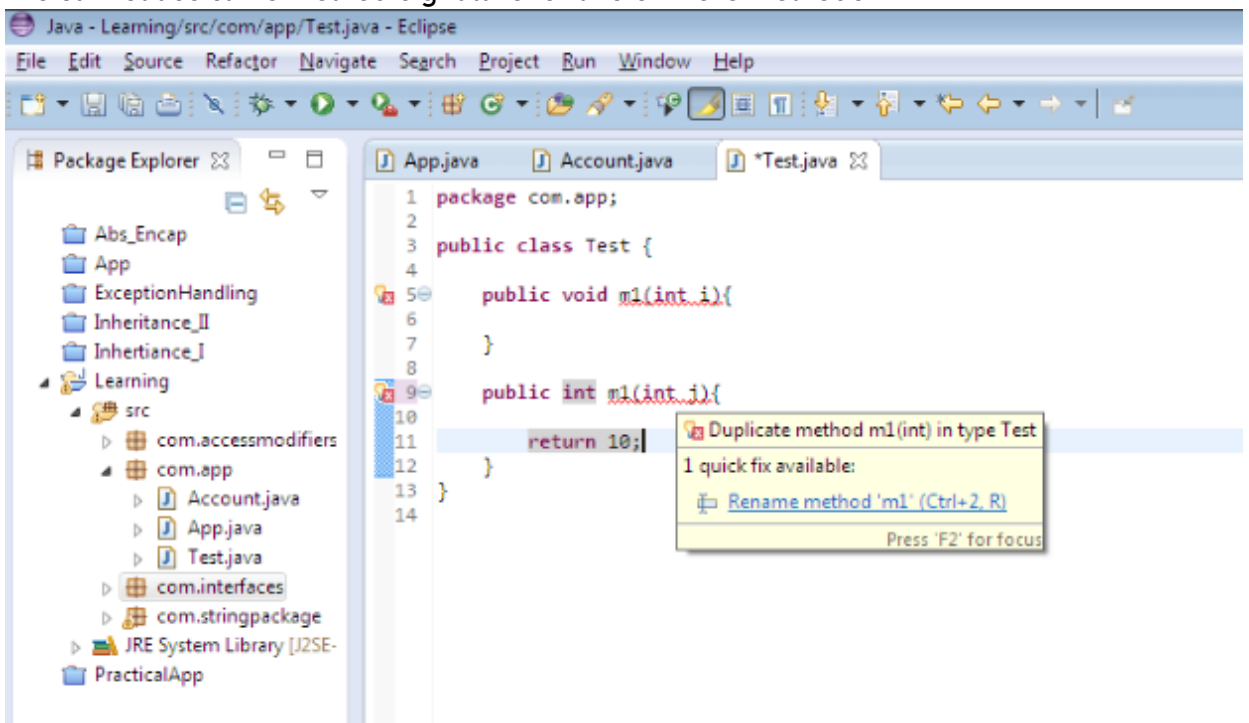 Java - Learning/src/com/app/Test.java - Eclipse
File Edit Source Refactor Navigate Search Project Run Window Help
Package Explorer
Abs_Encap
App
ExceptionHandling
Inheritance_II
Inhertiance_I
Learning
src
com.accessmodifiers
com.app
Account.java
App.java
Test.java
com.interfaces
com.stringpackage
JRE System Library [J2SE-
PracticalApp
App.java Account.java *Test.java
1 package com.app;
2
3 public class Test {
4
5 public void m1(int i){
6
7 }
8
9 public int m1(int j){
10
11 return 10;
12 }
13 }
14
Duplicate method m1(int) in type Test
1 quick fix available:
Rename method 'm1' (Ctrl+2, R)
Press 'F2' for focus